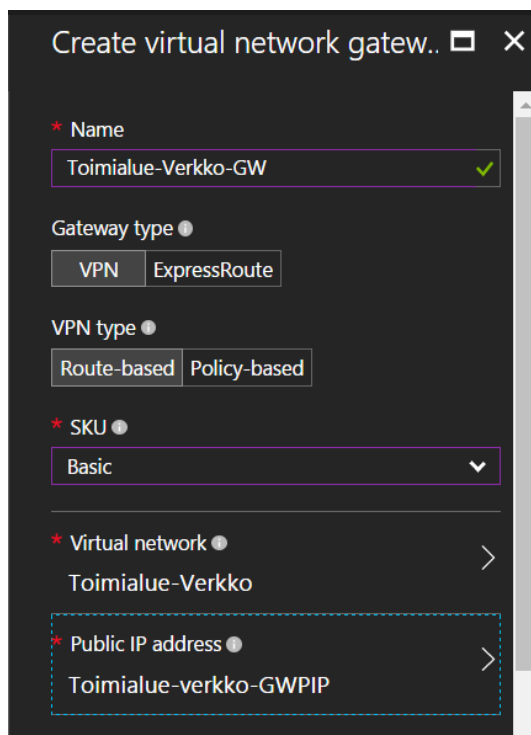 Create virtual network gatew..
* Name
Toimialue-Verkko-GW
Gateway type
VPN ExpressRoute
VPN type
Route-based Policy-based
* SKU
Basic
* Virtual network
Toimialue-Verkko
* Public IP address
Toimialue-verkko-GWPIP